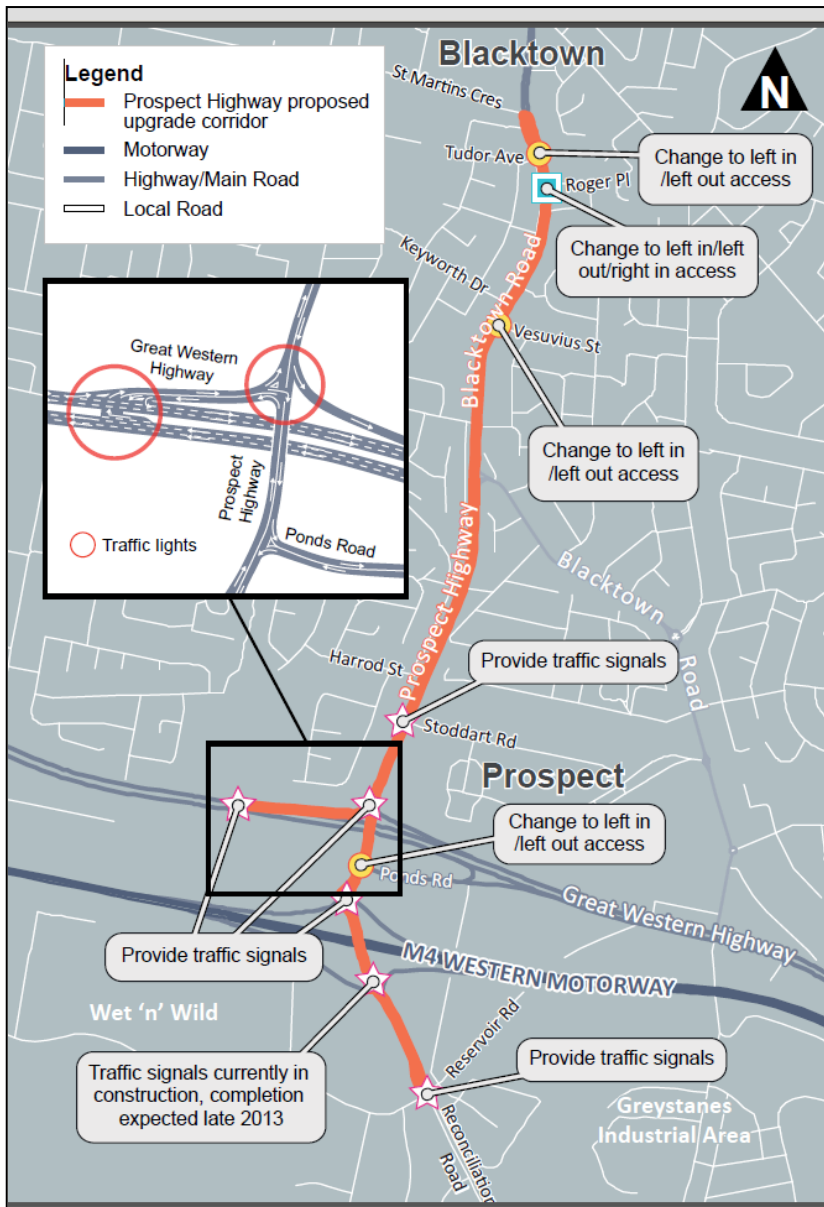 Blacktown
Legend
Prospect Highway proposed
upgrade corridor
Motorway
Highway/Main Road
Local Road
N
St Martins Cres
Tudor Ave
Roger Pl
Change to left in
/left out access
Change to left in/left
out/right in access
Keyworth Dr
Blacktown Road
Vesuvius St
Change to left in
/left out access
Great Western
Highway
Prospect
Highway
Ponds Road
Traffic lights
Prospect Highway
Blacktown Road
Harrod St
Provide traffic signals
Stoddart Rd
Prospect
Change to left in
/left out access
Ponds Rd
Great Western Highway
Provide traffic signals
M4 WESTERN MOTORWAY
Wet ‘n’ Wild
Traffic signals currently in
construction, completion
expected late 2013
Reservoir Rd
Provide traffic signals
Reconciliation
Road
Greystanes
Industrial Area